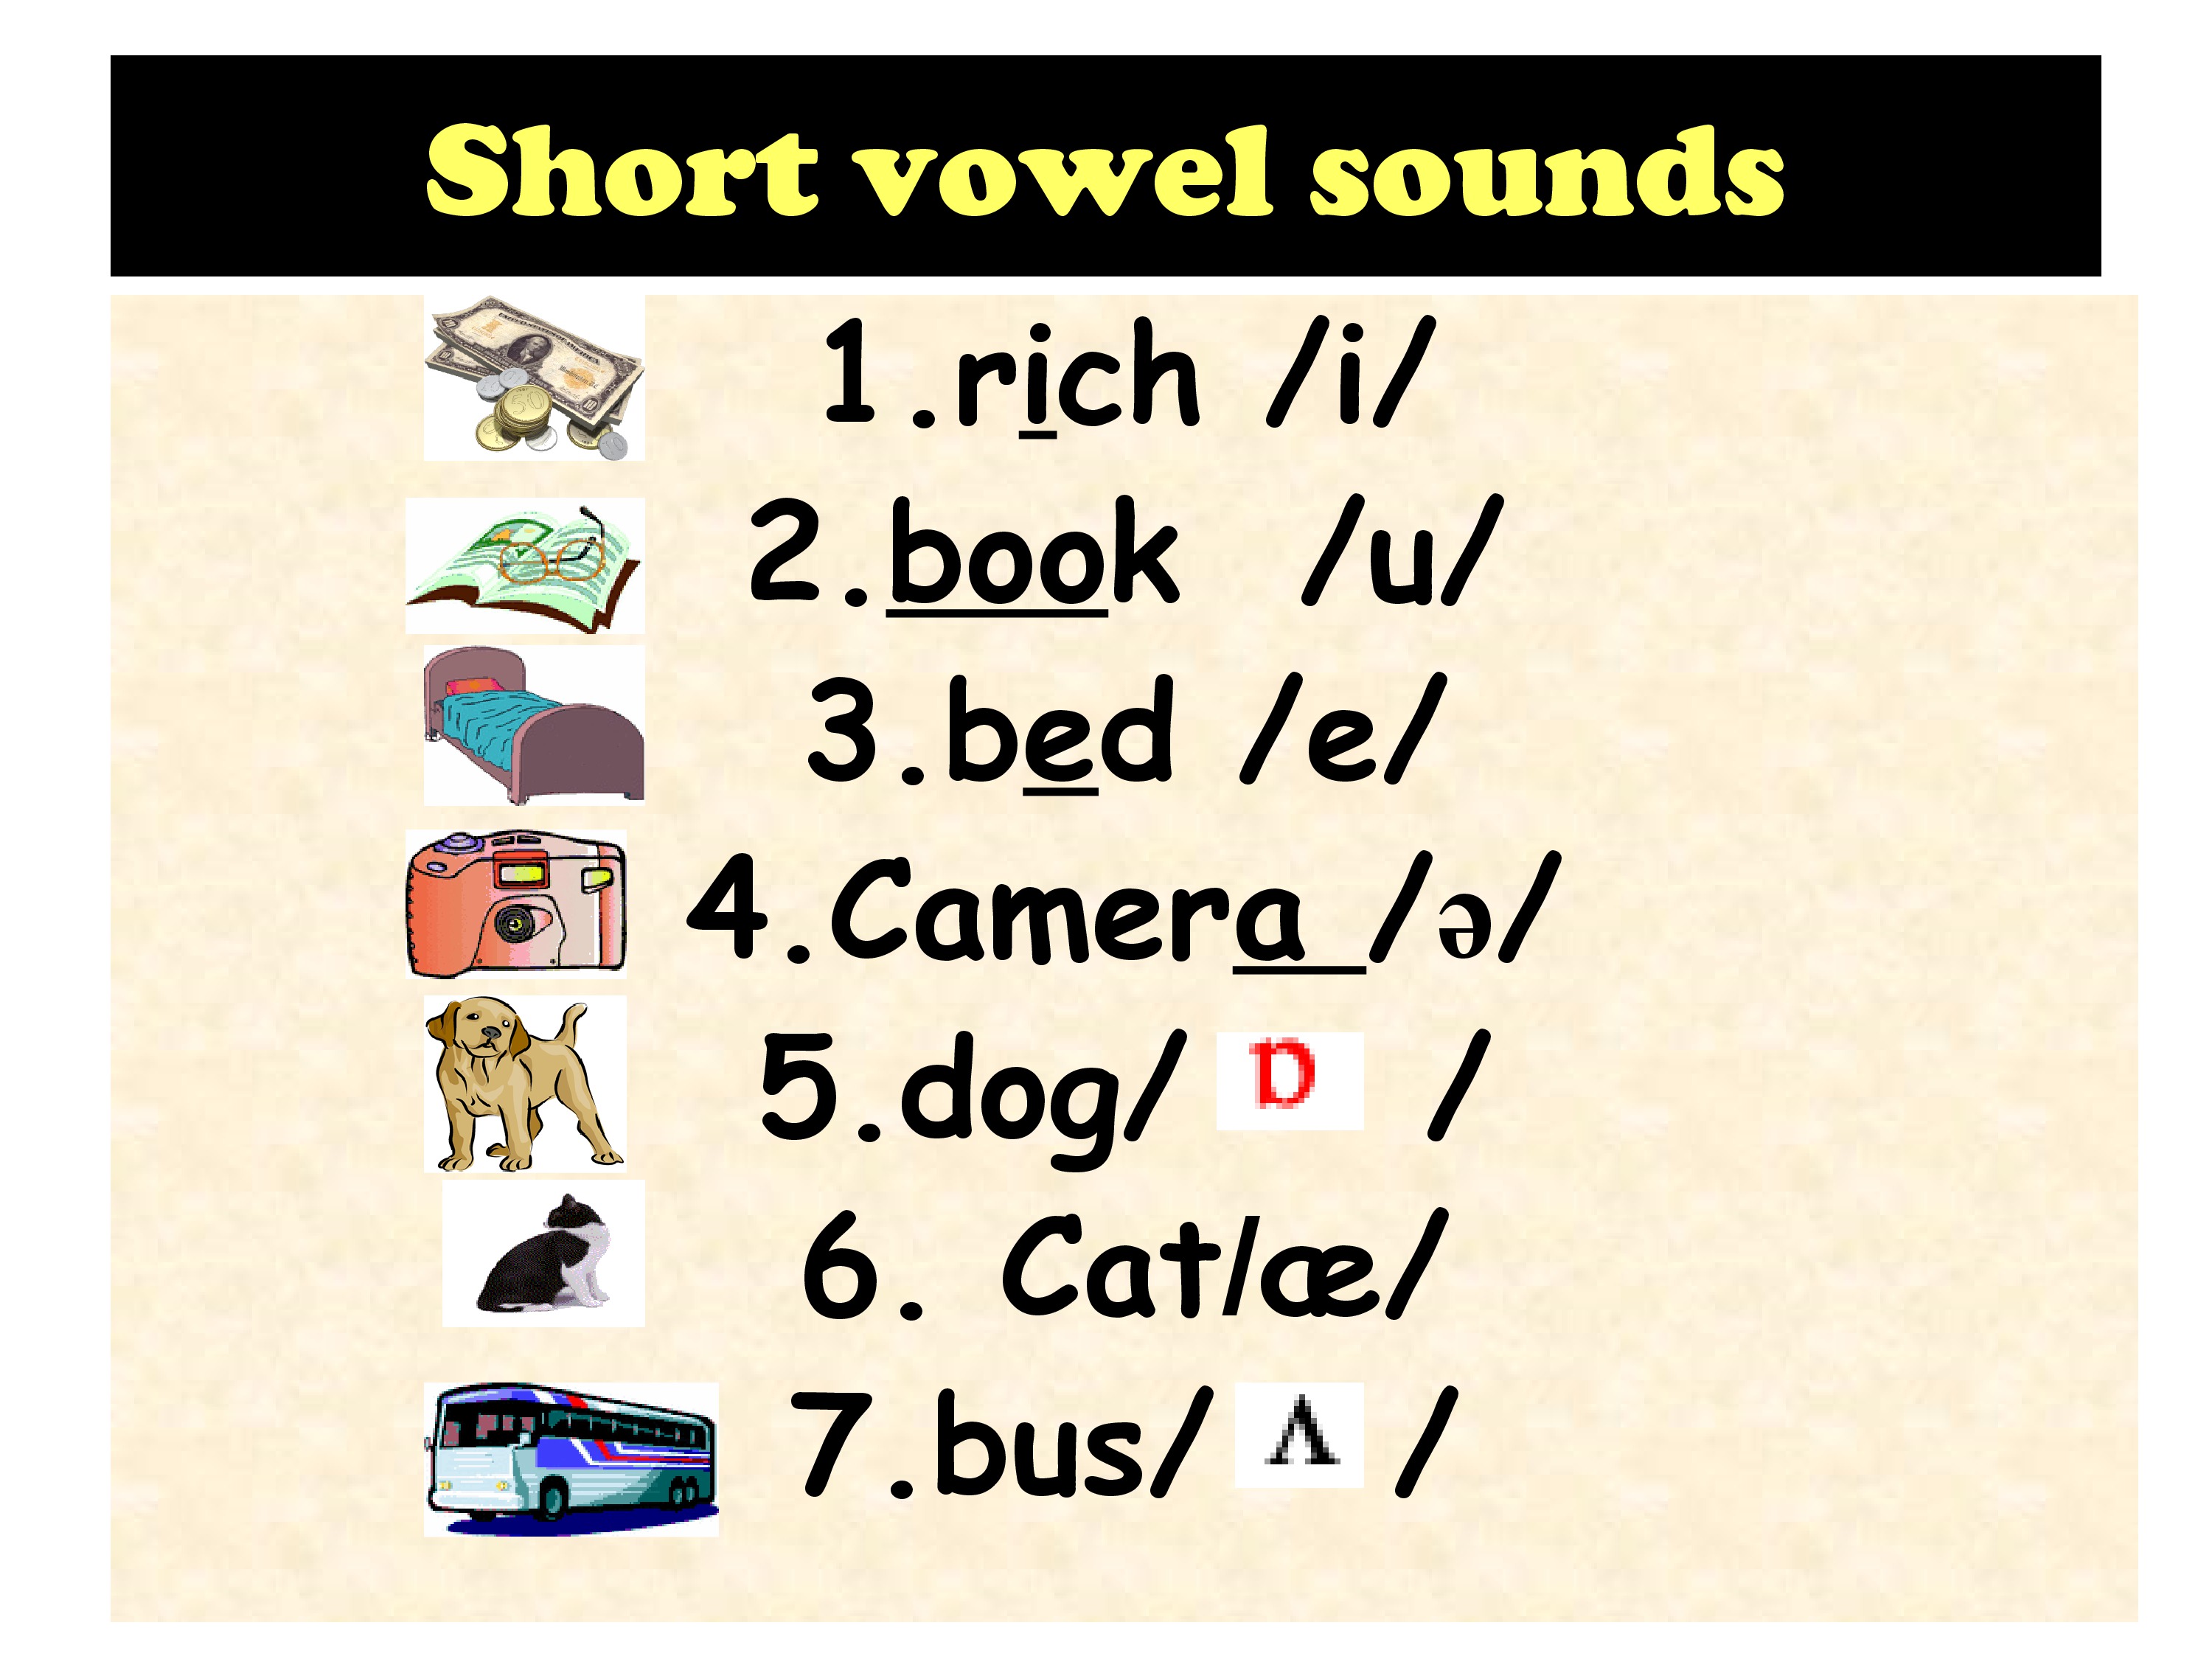 Short vowel sounds
1.rich /i/
2.book /u/
3.bed /e/
4.Camera /ə/
5.dog/ ɒ /
6. Cat/æ/
7.bus/ ʌ /